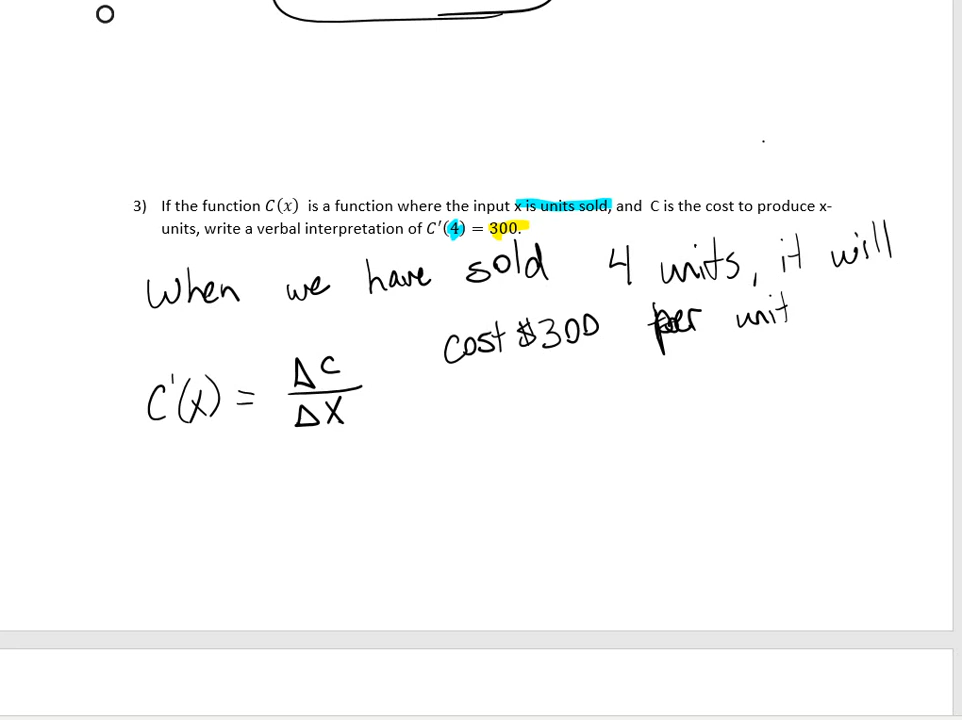 3) If the function C(x) is a function where the input x is units sold, and C is the cost to produce x-
units, write a verbal interpretation of C'(4) = 300.
When we have sold 4 units, it will
cost $300 per unit
C'(x) = ΔC/ΔX